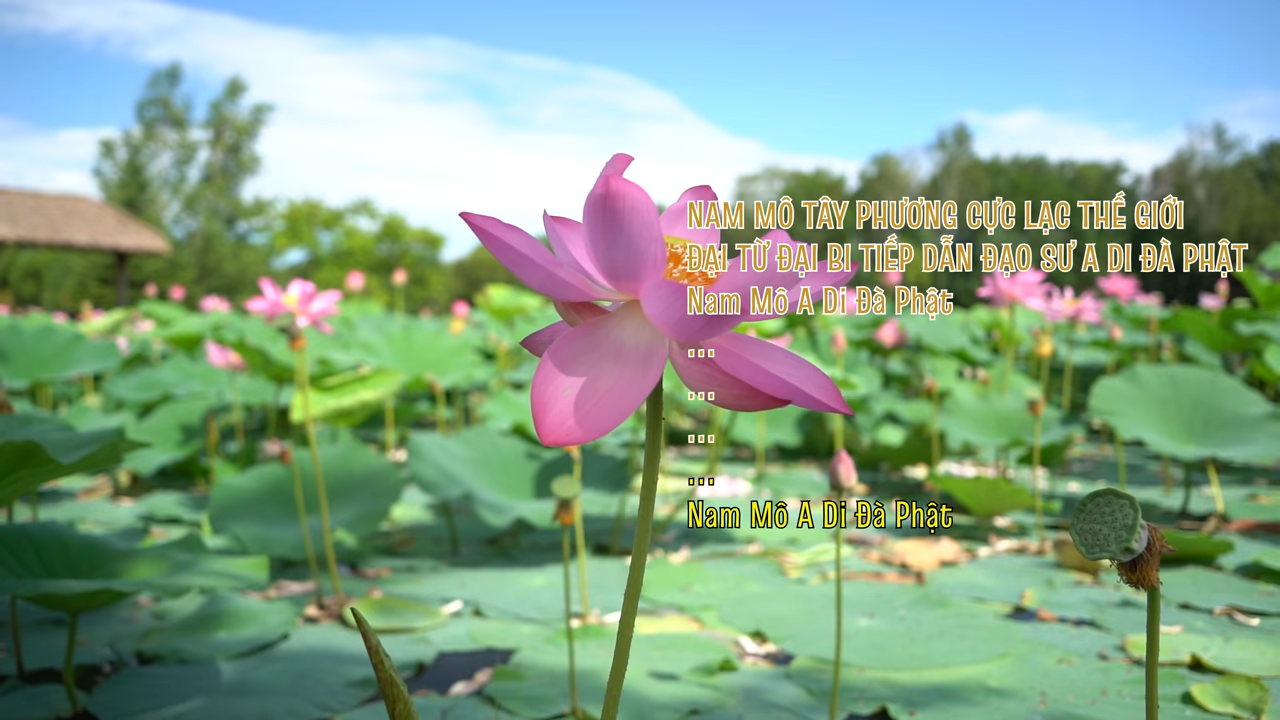 NAM MÔ TÂY PHƯƠNG CỰC LẠC THẾ GIỚI
ĐẠI TỪ ĐẠI BI TIẾP DẪN ĐẠO SƯ A DI ĐÀ PHẬT
Nam Mô A Di Đà Phật
...
...
...
...
Nam Mô A Di Đà Phật